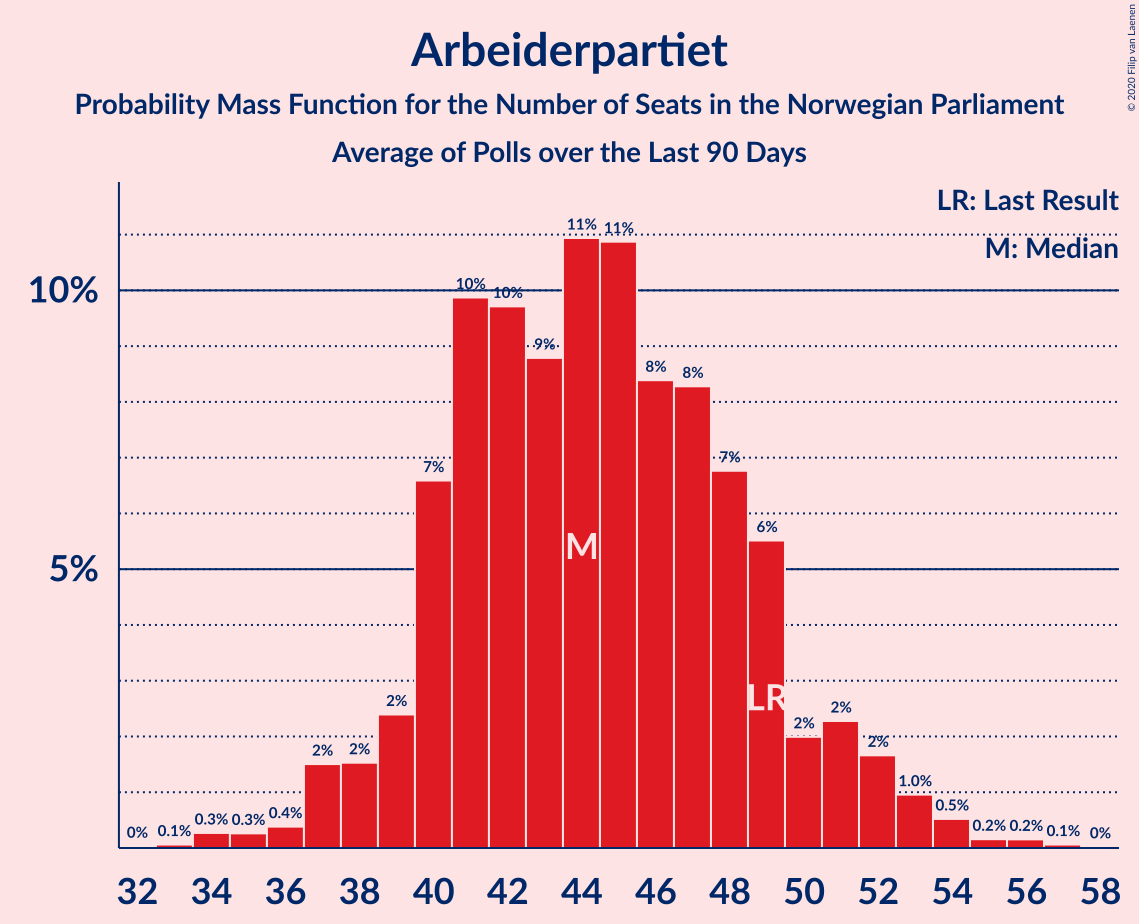 Arbeiderpartiet
Probability Mass Function for the Number of Seats in the Norwegian Parliament
Average of Polls over the Last 90 Days
© 2020 Filip van Laenen
LR: Last Result
M: Median
10%
5%
0% 0.1% 0.3% 0.3% 0.4% 2% 2% 2% 7% 10% 10% 9% 11% 11% 8% 8% 7% 6% 2% 2% 2% 1.0% 0.5% 0.2% 0.2% 0.1% 0%
M
LR
32 34 36 38 40 42 44 46 48 50 52 54 56 58